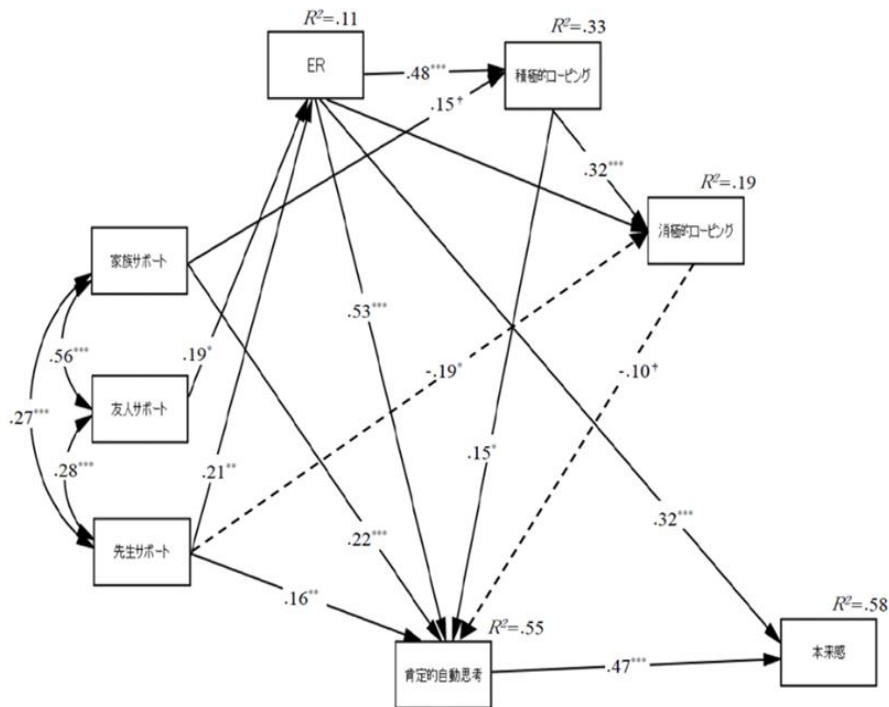 R²=.11
ER
R²=.33
積極的コーピング
.48***
.15†
.32***
R²=.19
消極的コーピング
家族サポート
.53***
.56***
.19*
-.19*
-.10†
友人サポート
.27***
.28***
.21**
.15*
先生サポート
.22***
.32***
.16**
R²=.55
R²=.58
肯定的自動思考
.47***
本来感